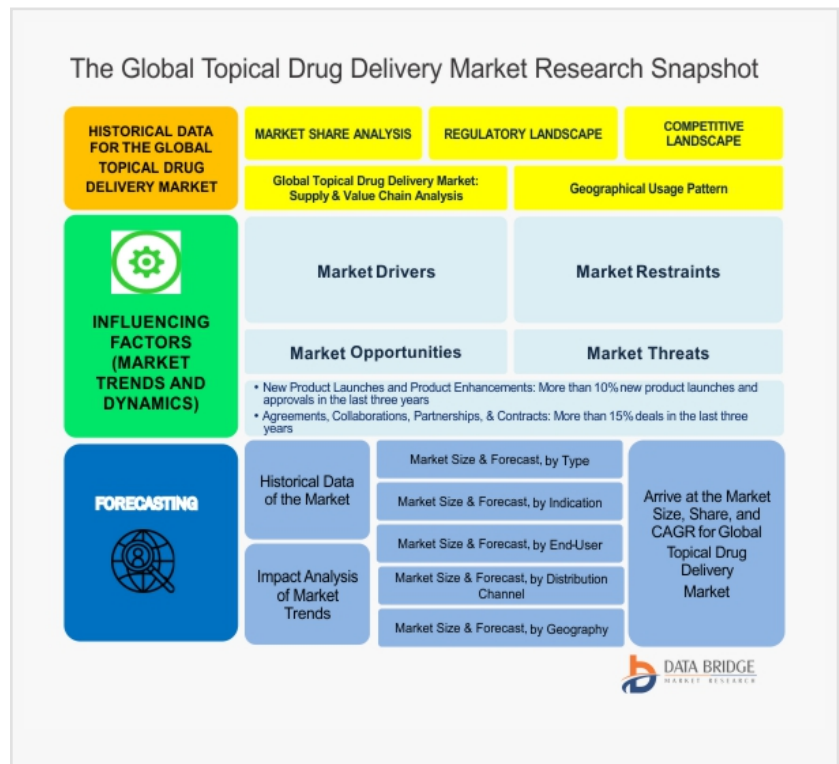 The Global Topical Drug Delivery Market Research Snapshot
HISTORICAL DATA
FOR THE GLOBAL
TOPICAL DRUG
DELIVERY MARKET
MARKET SHARE ANALYSIS
REGULATORY LANDSCAPE
COMPETITIVE
LANDSCAPE
Global Topical Drug Delivery Market:
Supply & Value Chain Analysis
Geographical Usage Pattern
INFLUENCING
FACTORS
(MARKET
TRENDS AND
DYNAMICS)
Market Drivers
Market Restraints
Market Opportunities
Market Threats
• New Product Launches and Product Enhancements: More than 10% new product launches and
approvals in the last three years
• Agreements, Collaborations, Partnerships, & Contracts: More than 15% deals in the last three
years
FORECASTING
Historical Data
of the Market
Impact Analysis
of Market
Trends
Market Size & Forecast, by Type
Market Size & Forecast, by Indication
Market Size & Forecast, by End-User
Market Size & Forecast, by Distribution
Channel
Market Size & Forecast, by Geography
Arrive at the Market
Size, Share, and
CAGR for Global
Topical Drug
Delivery
Market
DATA BRIDGE
MARKET RESEARCH